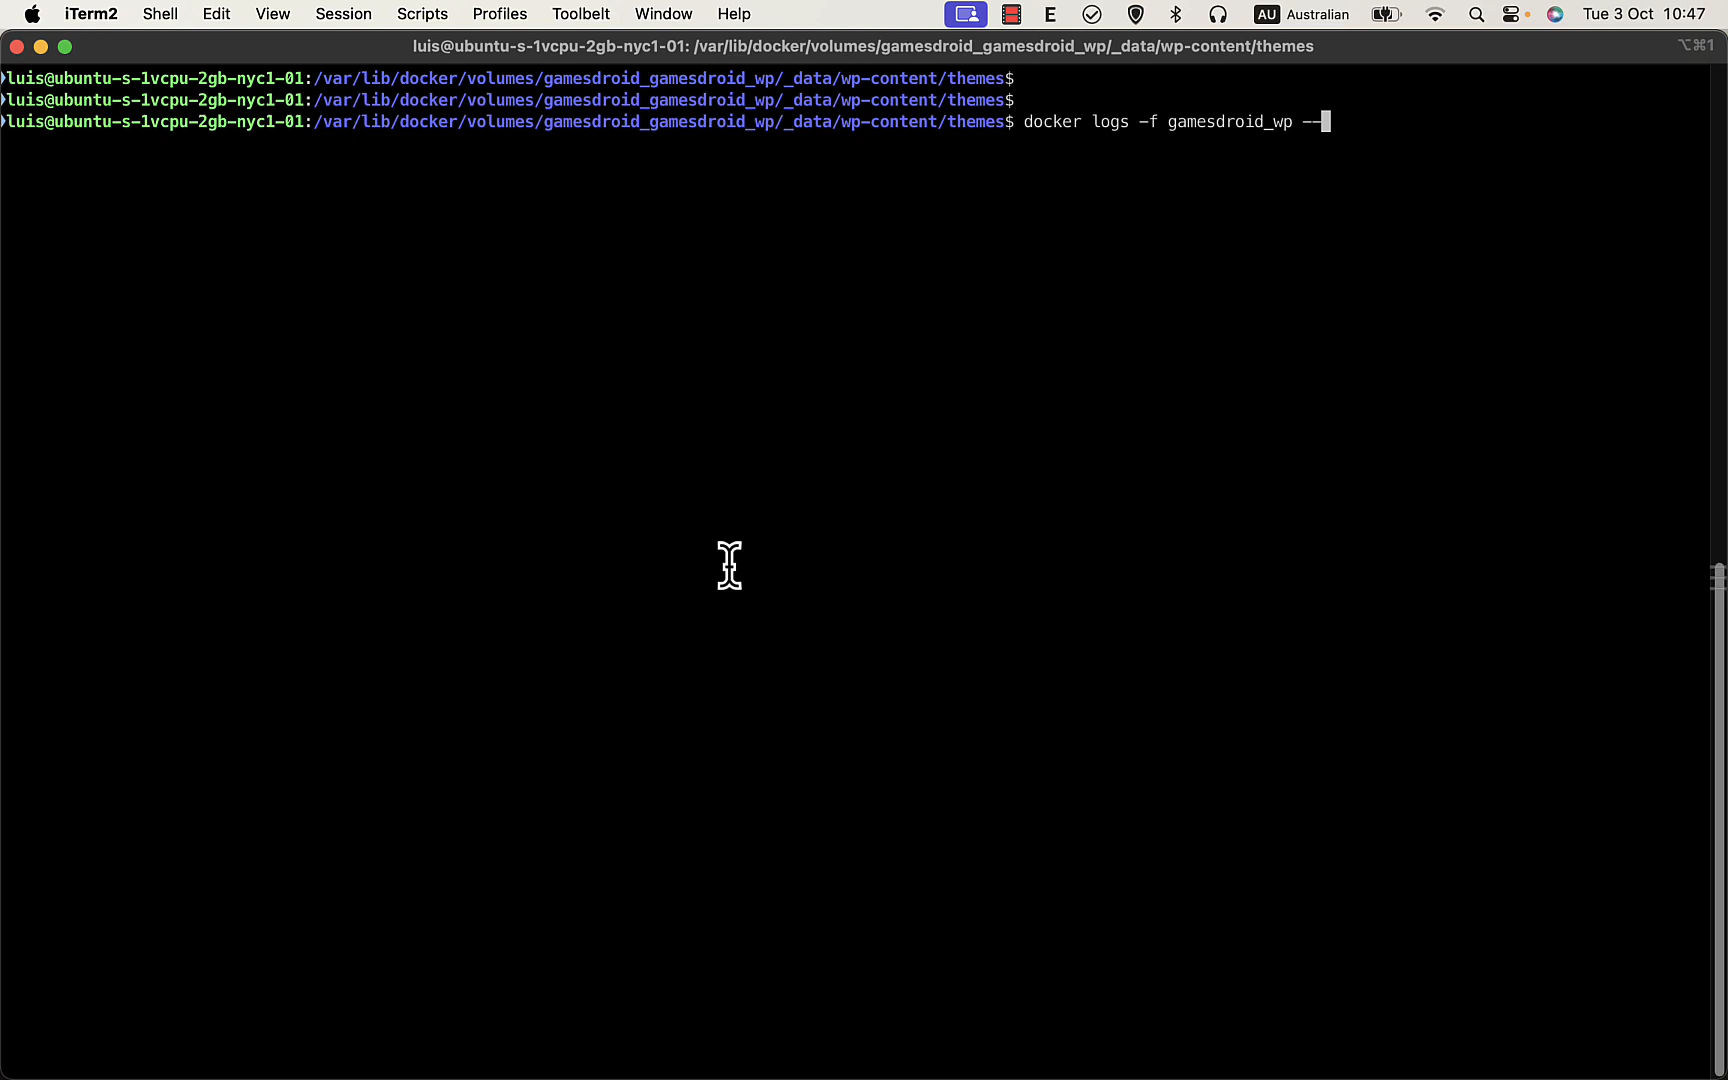 iTerm2 Shell Edit View Session Scripts Profiles Toolbelt Window Help E AU Australian Tue 3 Oct 10:47
luis@ubuntu-s-1vcpu-2gb-nyc1-01: /var/lib/docker/volumes/gamesdroid_gamesdroid_wp/_data/wp-content/themes ⌥⌘1
luis@ubuntu-s-1vcpu-2gb-nyc1-01:/var/lib/docker/volumes/gamesdroid_gamesdroid_wp/_data/wp-content/themes$
luis@ubuntu-s-1vcpu-2gb-nyc1-01:/var/lib/docker/volumes/gamesdroid_gamesdroid_wp/_data/wp-content/themes$
luis@ubuntu-s-1vcpu-2gb-nyc1-01:/var/lib/docker/volumes/gamesdroid_gamesdroid_wp/_data/wp-content/themes$ docker logs -f gamesdroid_wp --